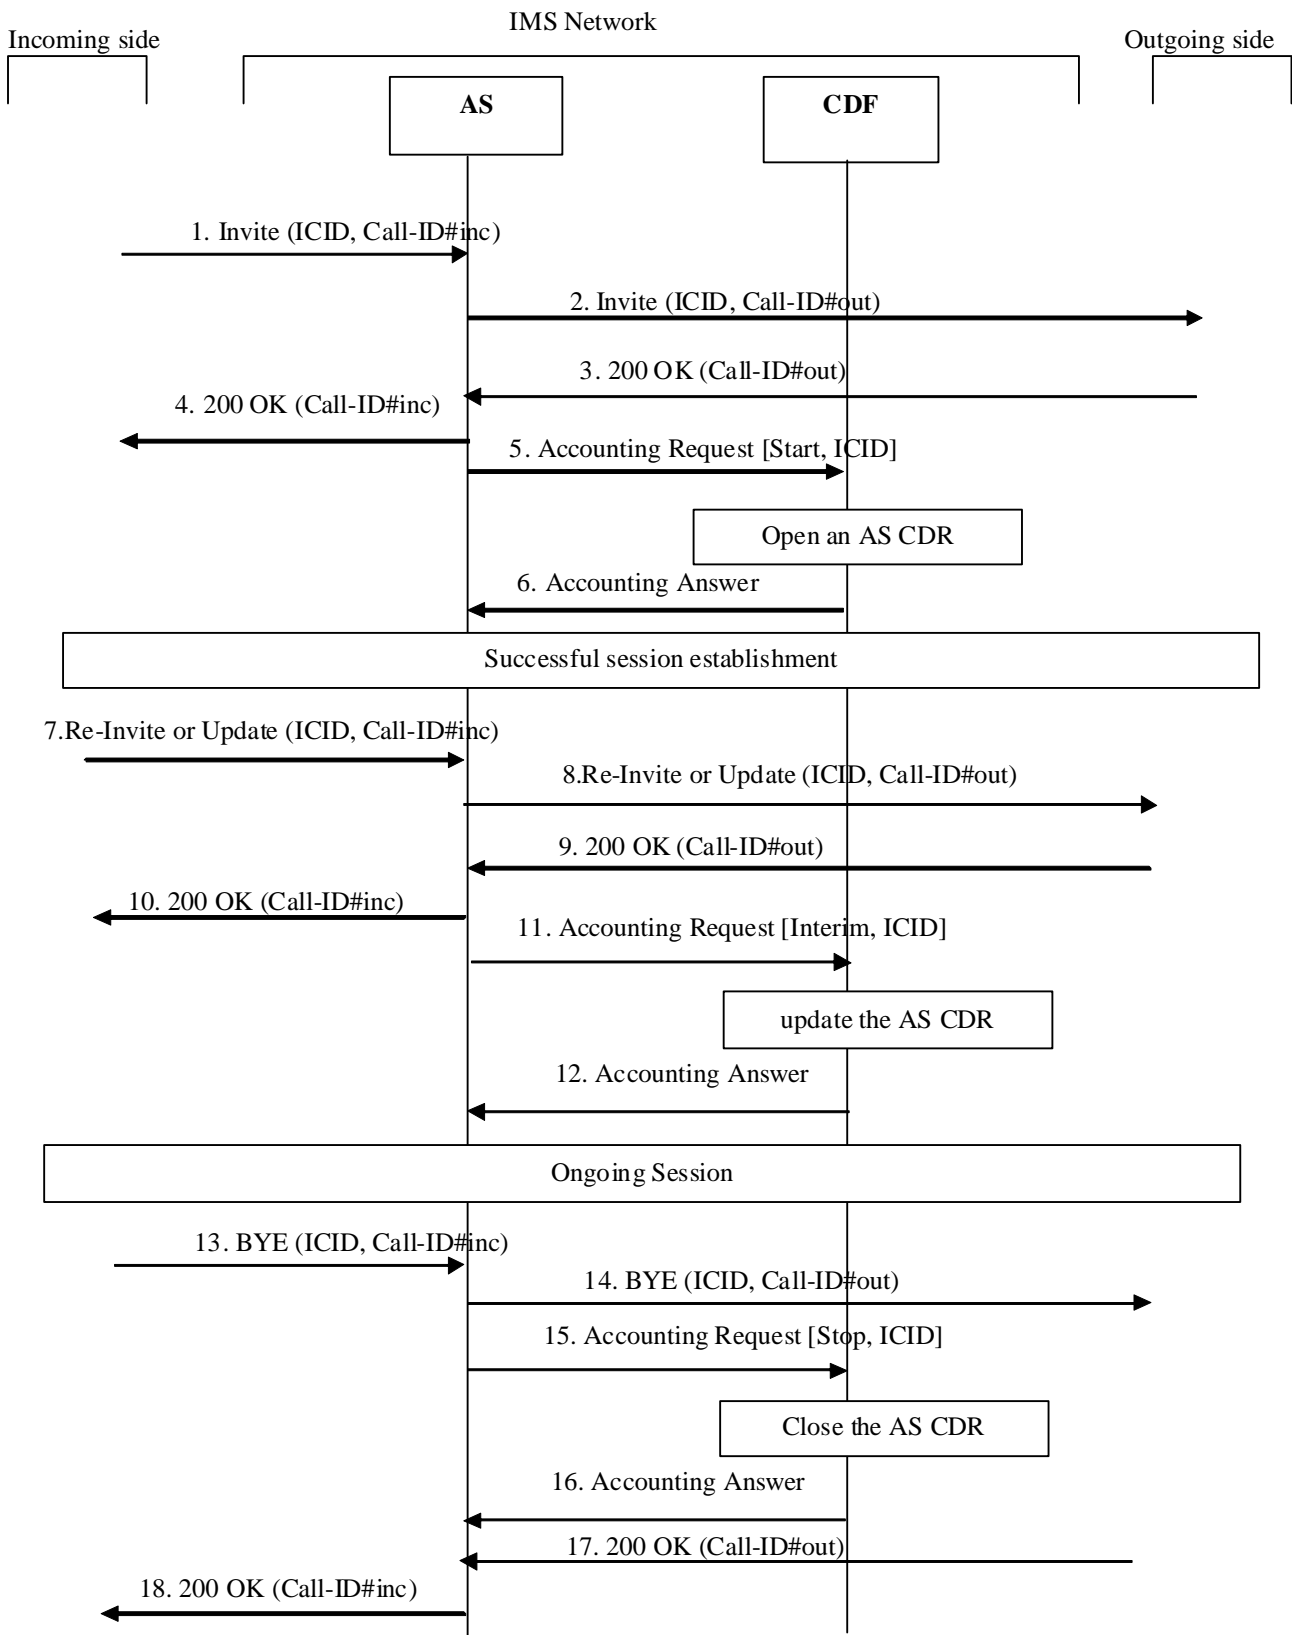 IMS Network
Incoming side
Outgoing side
AS
CDF
1. Invite (ICID, Call-ID#inc)
2. Invite (ICID, Call-ID#out)
3. 200 OK (Call-ID#out)
4. 200 OK (Call-ID#inc)
5. Accounting Request [Start, ICID]
Open an AS CDR
6. Accounting Answer
Successful session establishment
7.Re-Invite or Update (ICID, Call-ID#inc)
8.Re-Invite or Update (ICID, Call-ID#out)
9. 200 OK (Call-ID#out)
10. 200 OK (Call-ID#inc)
11. Accounting Request [Interim, ICID]
update the AS CDR
12. Accounting Answer
Ongoing Session
13. BYE (ICID, Call-ID#inc)
14. BYE (ICID, Call-ID#out)
15. Accounting Request [Stop, ICID]
Close the AS CDR
16. Accounting Answer
17. 200 OK (Call-ID#out)
18. 200 OK (Call-ID#inc)